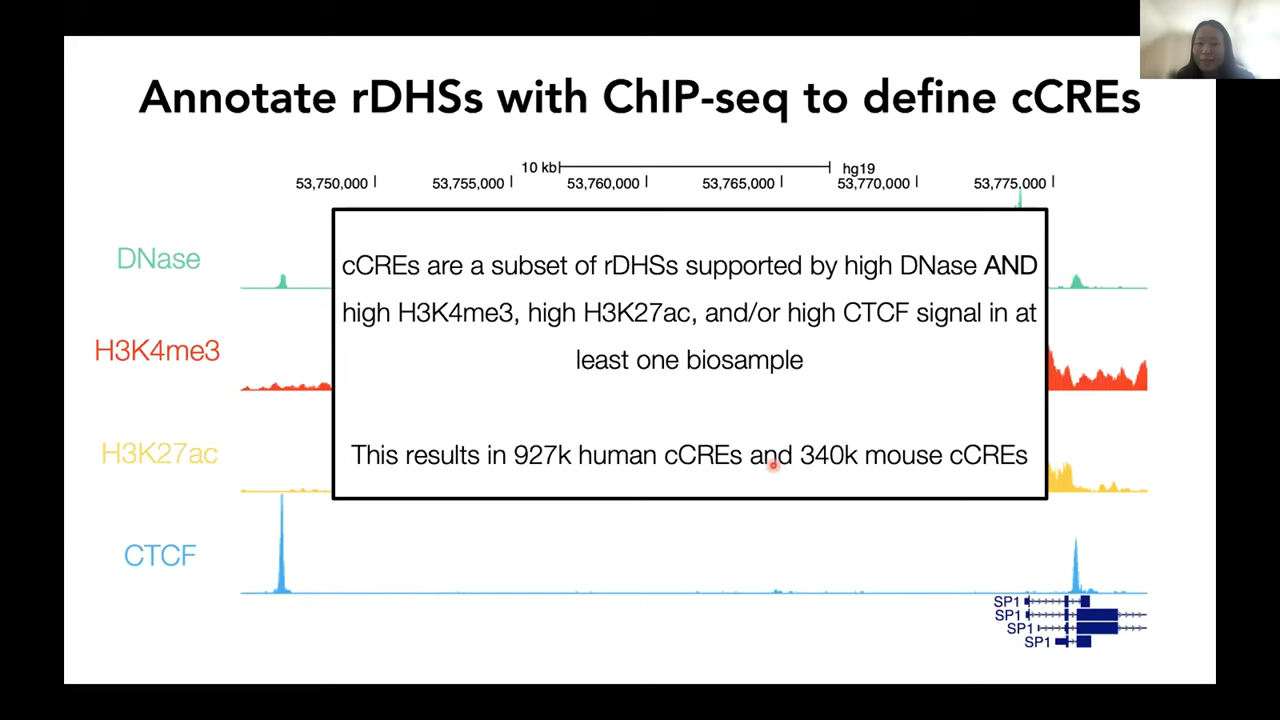 Annotate rDHSs with ChIP-seq to define cCREs
10 kb hg19
53,750,000 53,755,000 53,760,000 53,765,000 53,770,000 53,775,000
DNase
cCREs are a subset of rDHSs supported by high DNase AND
high H3K4me3, high H3K27ac, and/or high CTCF signal in at
least one biosample
H3K4me3
H3K27ac
This results in 927k human cCREs and 340k mouse cCREs
CTCF
SP1
SP1
SP1
SP1